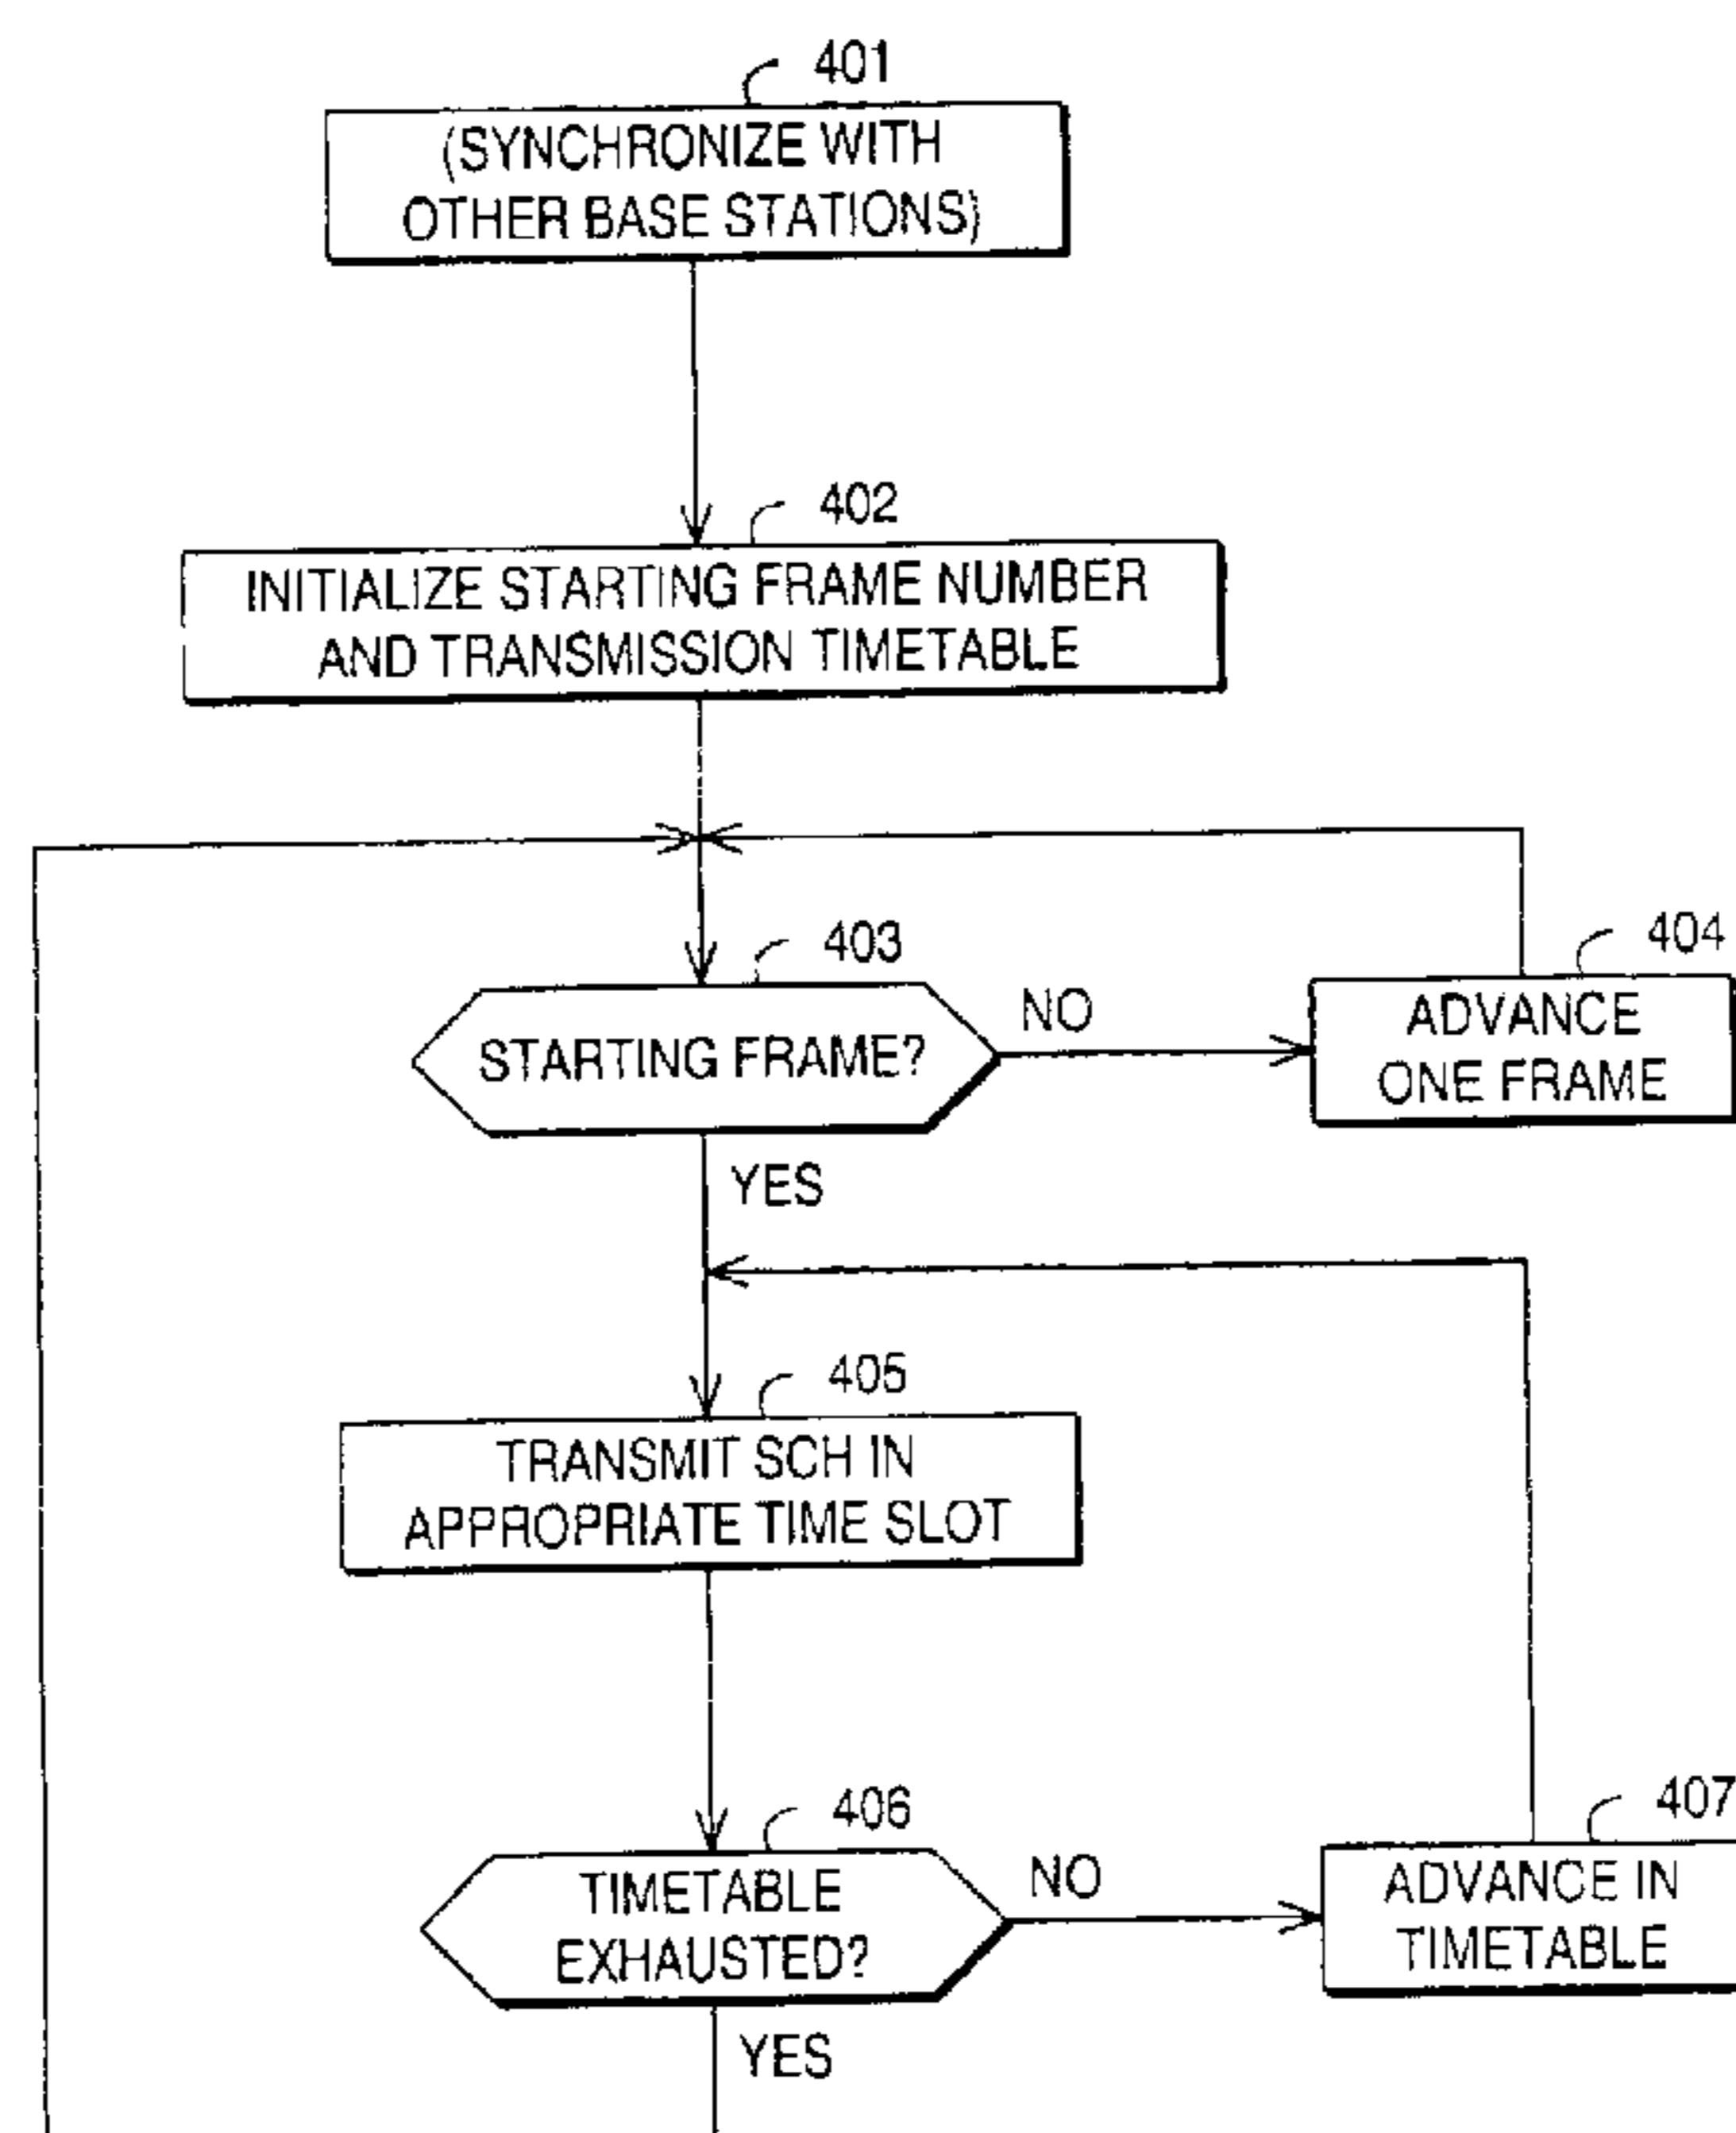 401
(SYNCHRONIZE WITH
OTHER BASE STATIONS)
402
INITIALIZE STARTING FRAME NUMBER
AND TRANSMISSION TIMETABLE
403
STARTING FRAME?
NO
404
ADVANCE
ONE FRAME
YES
405
TRANSMIT SCH IN
APPROPRIATE TIME SLOT
406
TIMETABLE
EXHAUSTED?
NO
407
ADVANCE IN
TIMETABLE
YES